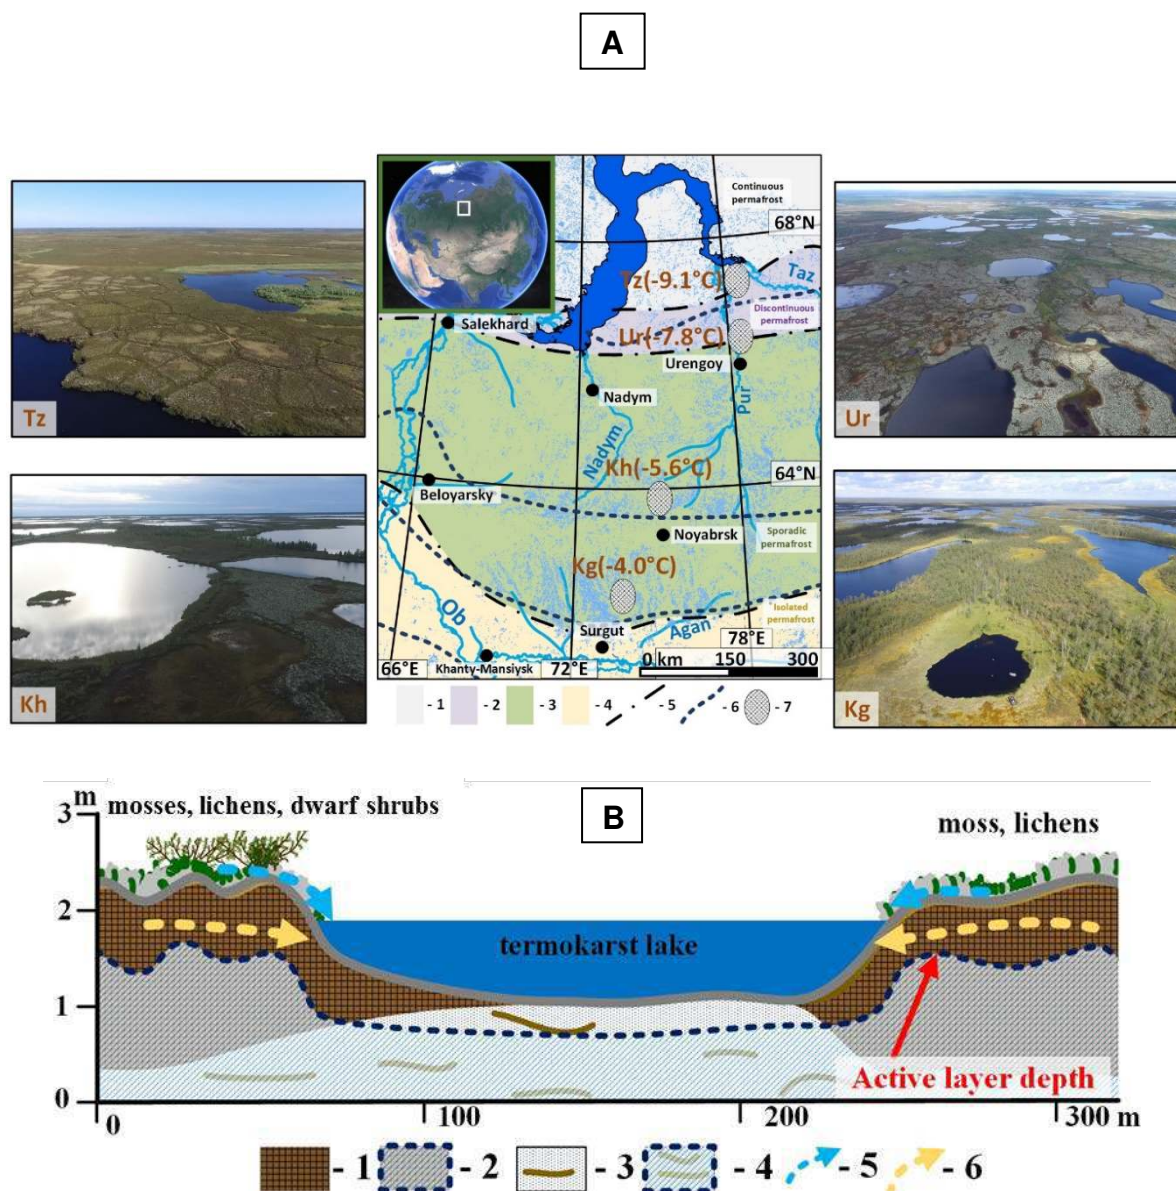 A
Tz
Kh
Continuous
permafrost
68°N
Taz
Tz(-9.1°C)
Discontinuous
permafrost
Salekhard
Ur(-7.8°C)
Urengoy
Nadym
Pur
Nadym
Kh(-5.6°C)
64°N
Beloyarsky
Noyabrsk
Sporadic
permafrost
Kg(-4.0°C)
Isolated
permafrost
Ob
Surgut
Agan
78°E
66°E
Khanty-Mansiysk
72°E
0 km 150 300
- 1 - 2 - 3 - 4 - 5 - 6 - 7
Ur
Kg
B
m
3
mosses, lichens, dwarf shrubs
moss, lichens
2
termokarst lake
1
Active layer depth
0
0 100 200 300 m
- 1 - 2 - 3 - 4 - 5 - 6